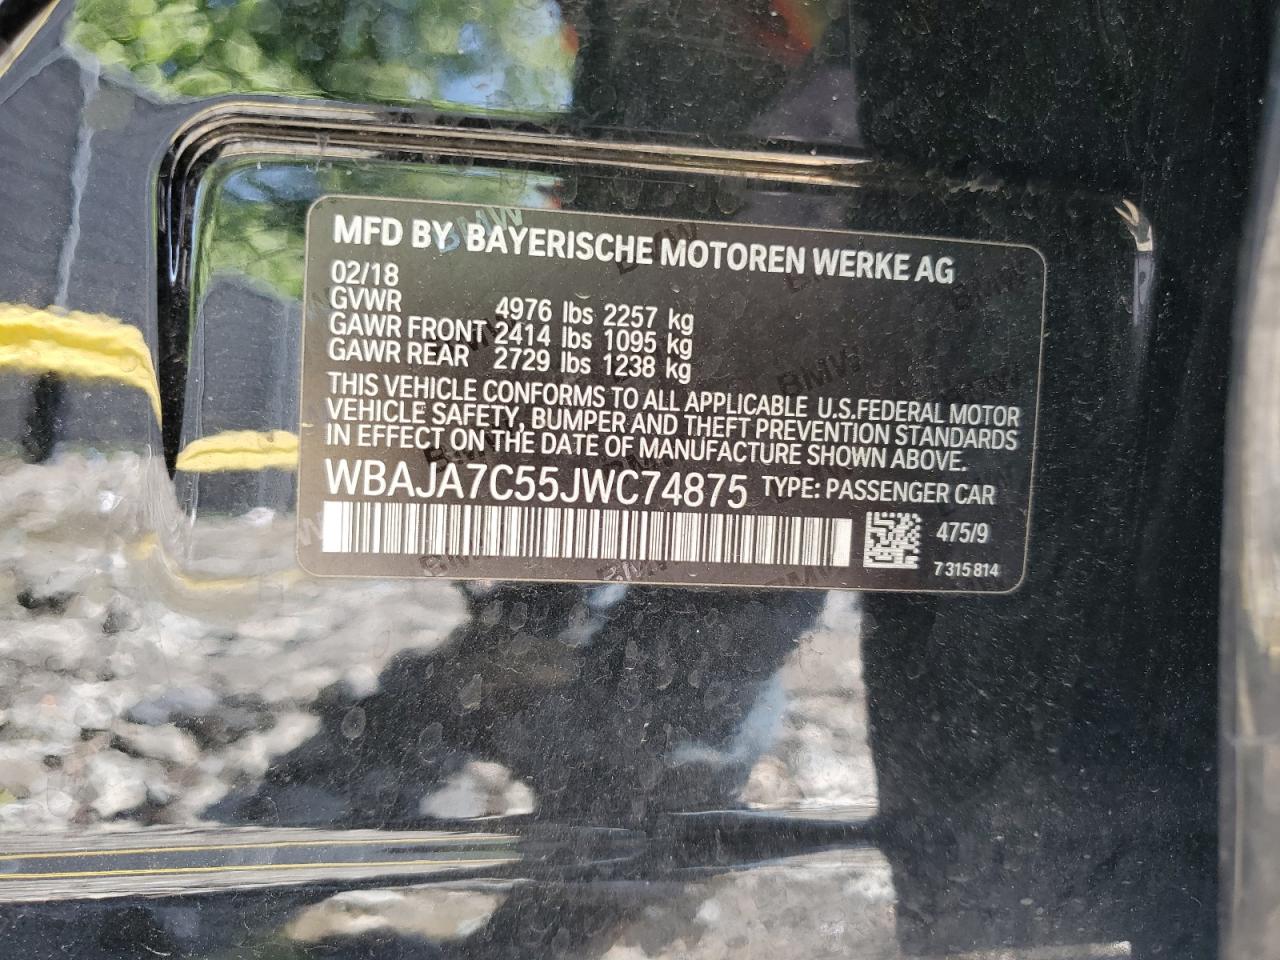 MFD BY BAYERISCHE MOTOREN WERKE AG
02/18
GVWR 4976 lbs 2257 kg
GAWR FRONT 2414 lbs 1095 kg
GAWR REAR 2729 lbs 1238 kg
THIS VEHICLE CONFORMS TO ALL APPLICABLE U.S.FEDERAL MOTOR
VEHICLE SAFETY, BUMPER AND THEFT PREVENTION STANDARDS
IN EFFECT ON THE DATE OF MANUFACTURE SHOWN ABOVE.
WBAJA7C55JWC74875 TYPE: PASSENGER CAR
475/9
7 315 814